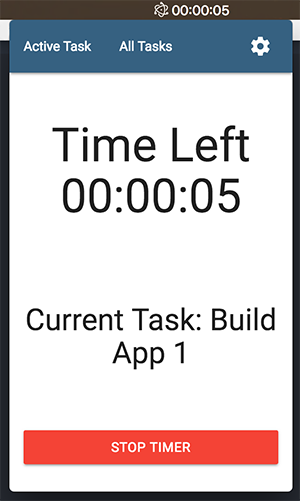 00:00:05
Active Task All Tasks
Time Left
00:00:05
Current Task: Build
App 1
STOP TIMER